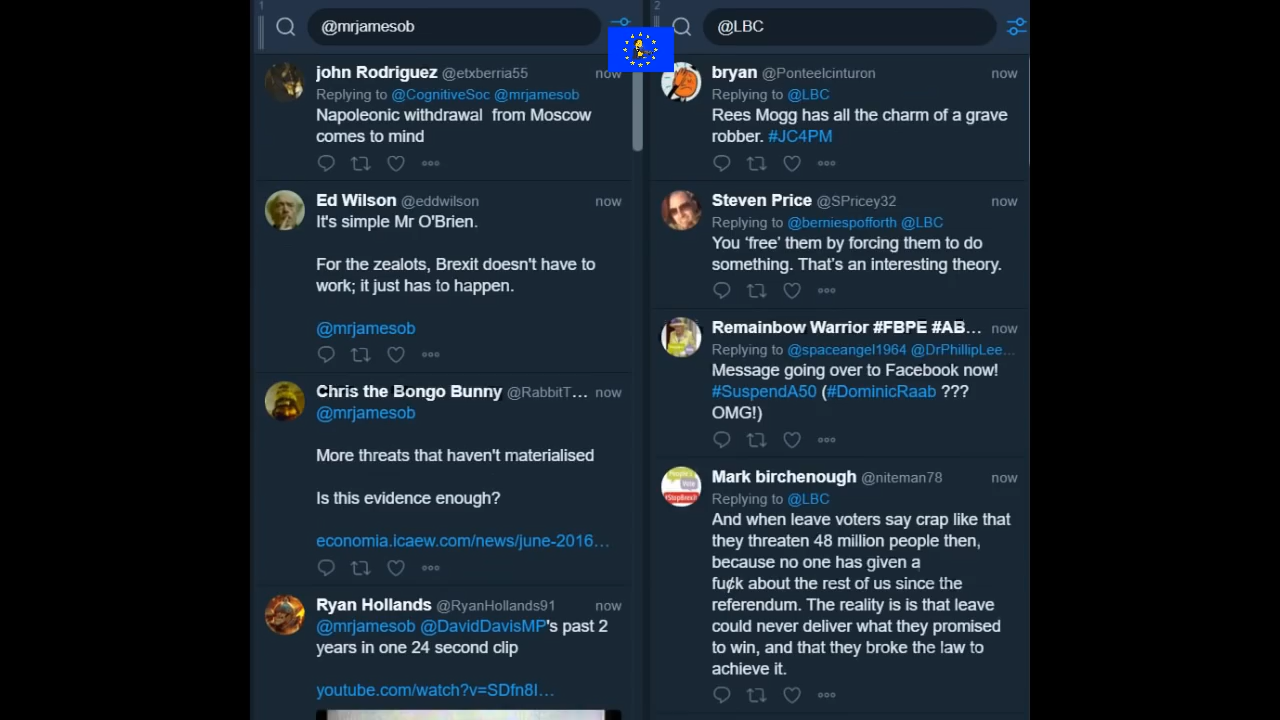 1
@mrjamesob
john Rodriguez @etxberria55 now
Replying to @CognitiveSoc @mrjamesob
Napoleonic withdrawal from Moscow
comes to mind
Ed Wilson @eddwilson now
It's simple Mr O'Brien.
For the zealots, Brexit doesn't have to
work; it just has to happen.
@mrjamesob
Chris the Bongo Bunny @RabbitT... now
@mrjamesob
More threats that haven't materialised
Is this evidence enough?
economia.icaew.com/news/june-2016...
Ryan Hollands @RyanHollands91 now
@mrjamesob @DavidDavisMP's past 2
years in one 24 second clip
youtube.com/watch?v=SDfn8I...
2
@LBC
bryan @Ponteelcinturon now
Replying to @LBC
Rees Mogg has all the charm of a grave
robber. #JC4PM
Steven Price @SPricey32 now
Replying to @berniespofforth @LBC
You ‘free’ them by forcing them to do
something. That’s an interesting theory.
Remainbow Warrior #FBPE #AB... now
Replying to @spaceangel1964 @DrPhillipLee...
Message going over to Facebook now!
#SuspendA50 (#DominicRaab ???
OMG!)
Mark birchenough @niteman78 now
Replying to @LBC
And when leave voters say crap like that
they threaten 48 million people then,
because no one has given a
fu¢k about the rest of us since the
referendum. The reality is is that leave
could never deliver what they promised
to win, and that they broke the law to
achieve it.